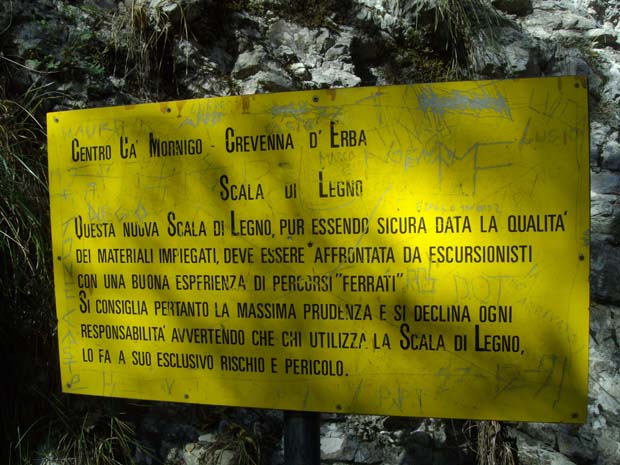 Centro Ca' Mornigo - Crevenna d'Erba
Scala di Legno
Questa nuova Scala di Legno, pur essendo sicura data la qualita'
dei materiali impiegati, deve essere affrontata da escursionisti
con una buona esperienza di percorsi "ferrati".
Si consiglia pertanto la massima prudenza e si declina ogni
responsabilita' avvertendo che chi utilizza la Scala di Legno,
lo fa a suo esclusivo rischio e pericolo.